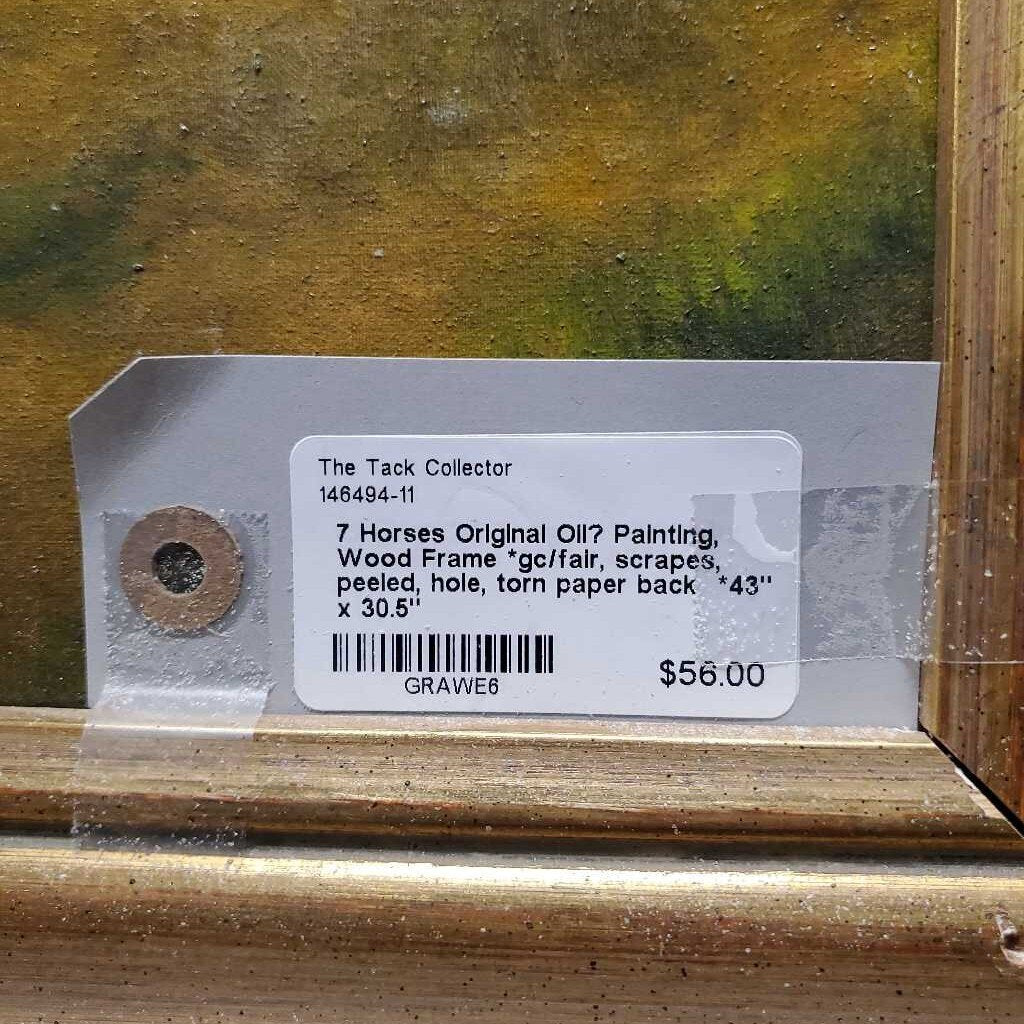 The Tack Collector
146494-11
7 Horses Original Oil? Painting,
Wood Frame *gc/fair, scrapes,
peeled, hole, torn paper back *43"
x 30.5"
GRAWE6
$56.00